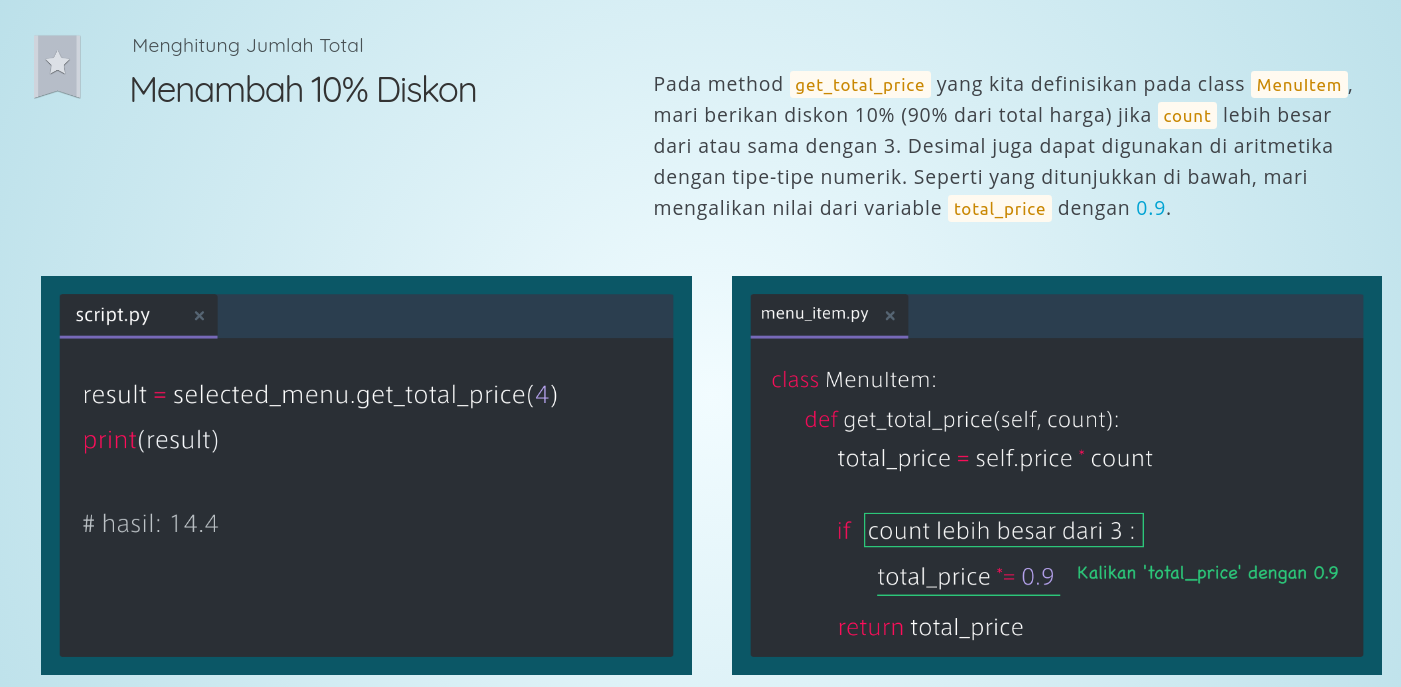 Menghitung Jumlah Total
Menambah 10% Diskon
Pada method get_total_price yang kita definisikan pada class MenuItem,
mari berikan diskon 10% (90% dari total harga) jika count lebih besar
dari atau sama dengan 3. Desimal juga dapat digunakan di aritmetika
dengan tipe-tipe numerik. Seperti yang ditunjukkan di bawah, mari
mengalikan nilai dari variable total_price dengan 0.9.
script.py ×
result = selected_menu.get_total_price(4)
print(result)
# hasil: 14.4
menu_item.py ×
class MenuItem:
def get_total_price(self, count):
total_price = self.price * count
if count lebih besar dari 3 :
total_price *= 0.9 Kalikan 'total_price' dengan 0.9
return total_price